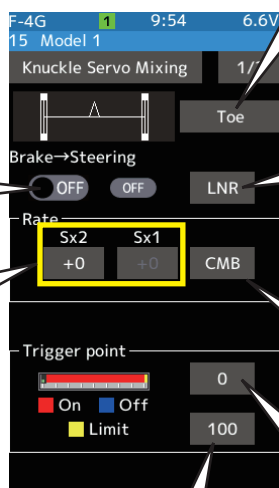 F-4G 1 9:54 6.6V
15 Model 1
Knuckle Servo Mixing 1/
Toe
Brake→Steering
OFF OFF LNR
Rate
Sx2 Sx1
+0 +0 CMB
Trigger point
0
On Off
Limit 100